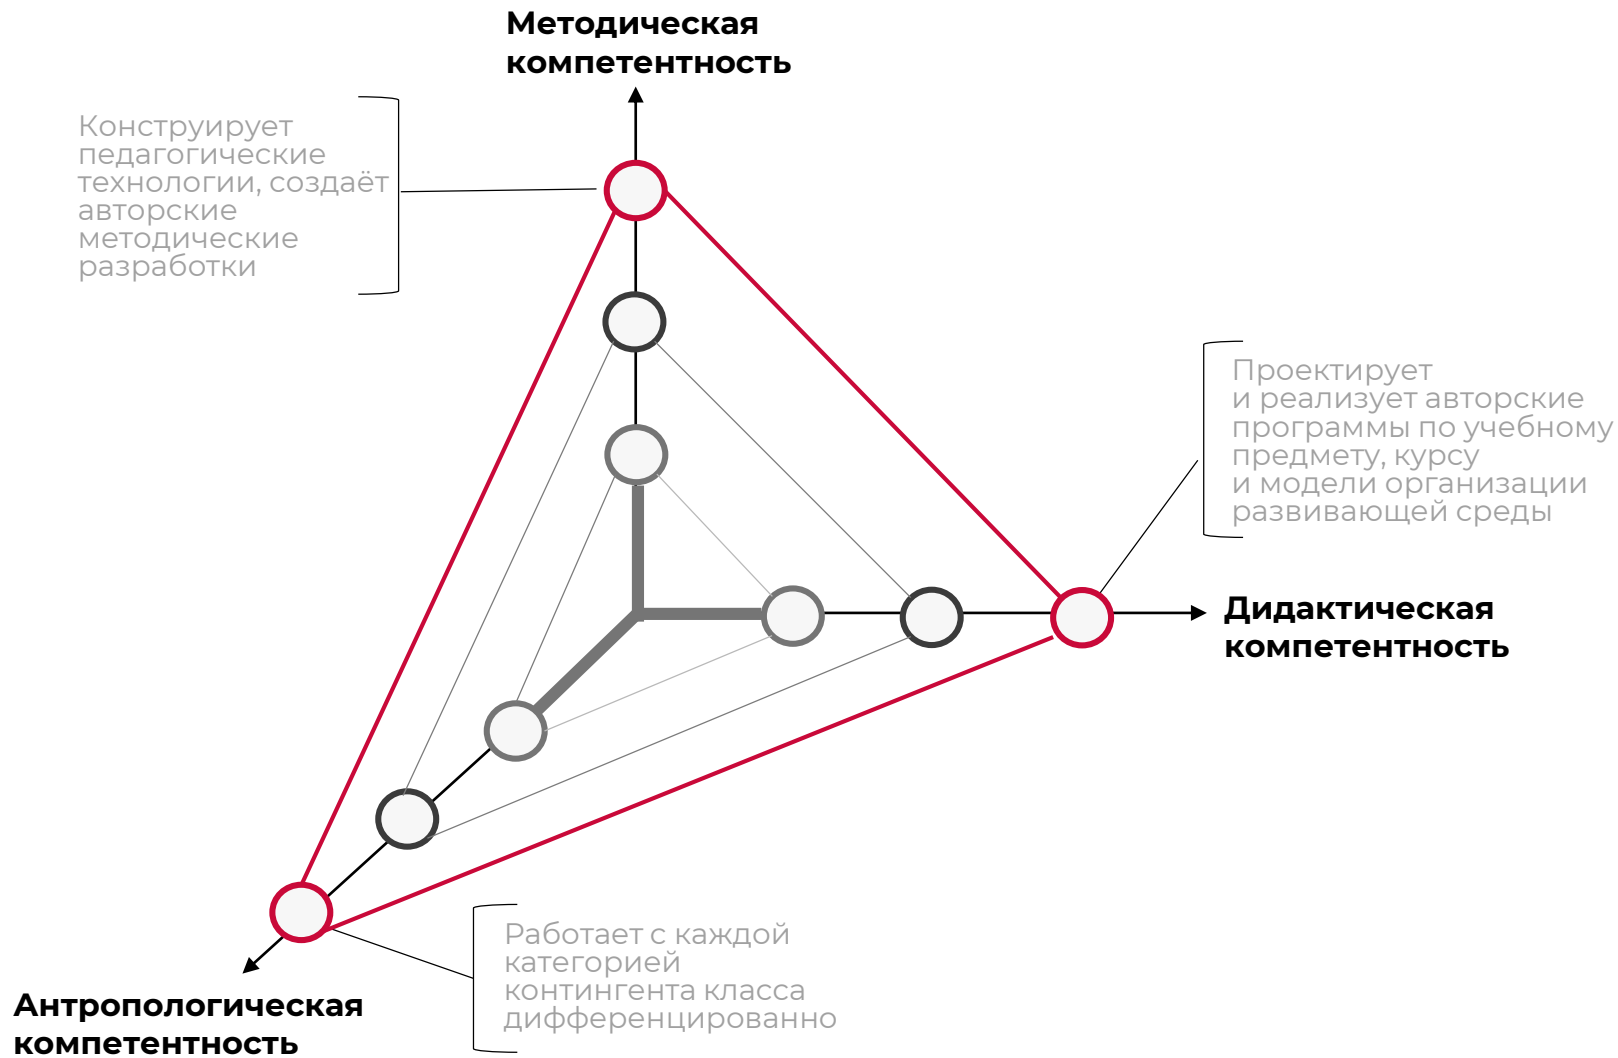 Методическая
компетентность
Конструирует
педагогические
технологии, создаёт
авторские
методические
разработки
Проектирует
и реализует авторские
программы по учебному
предмету, курсу
и модели организации
развивающей среды
Дидактическая
компетентность
Работает с каждой
категорией
контингента класса
дифференцированно
Антропологическая
компетентность